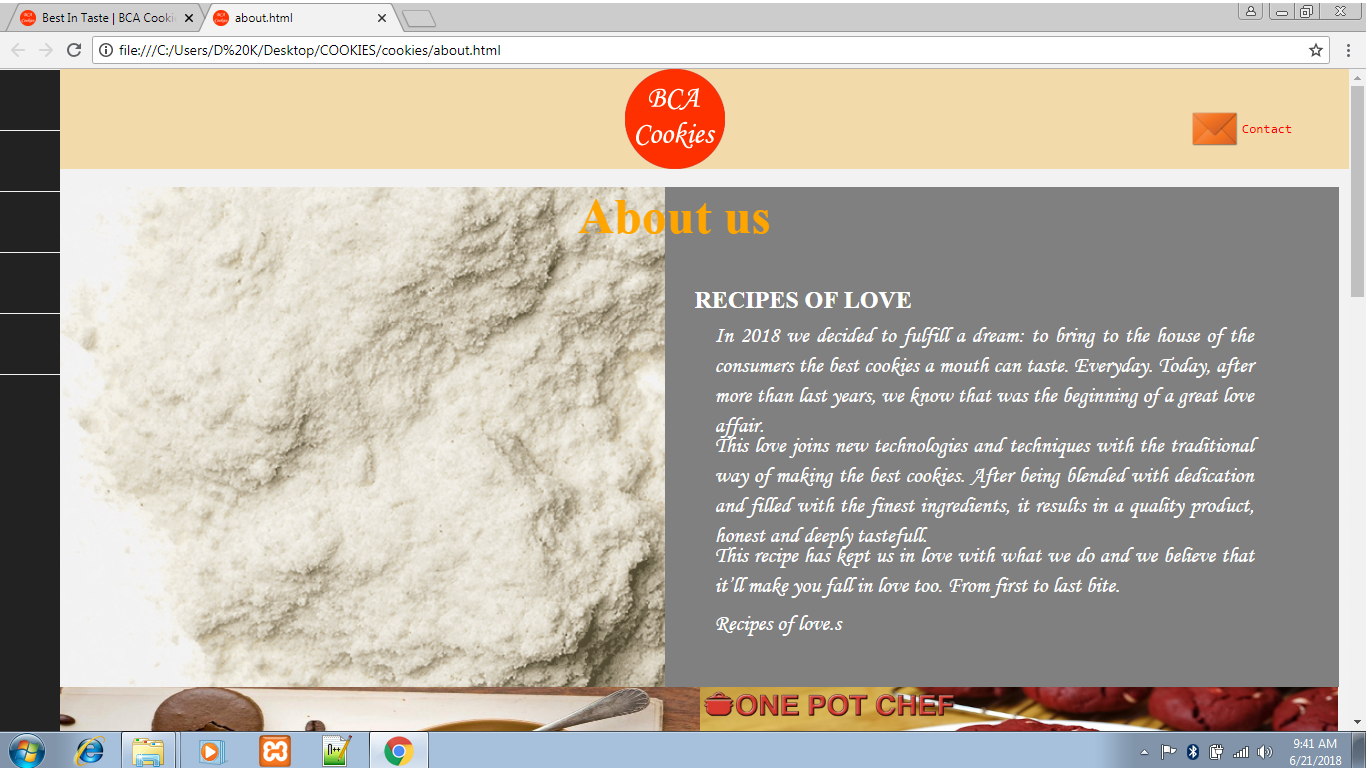 Best In Taste | BCA Cooki
about.html
file:///C:/Users/D%20K/Desktop/COOKIES/cookies/about.html
BCA
Cookies
Contact
About us
RECIPES OF LOVE
In 2018 we decided to fulfill a dream: to bring to the house of the
consumers the best cookies a mouth can taste. Everyday. Today, after
more than last years, we know that was the beginning of a great love
affair.
This love joins new technologies and techniques with the traditional
way of making the best cookies. After being blended with dedication
and filled with the finest ingredients, it results in a quality product,
honest and deeply tastefull.
This recipe has kept us in love with what we do and we believe that
it'll make you fall in love too. From first to last bite.
Recipes of love.s
ONE POT CHEF
9:41 AM
6/21/2018